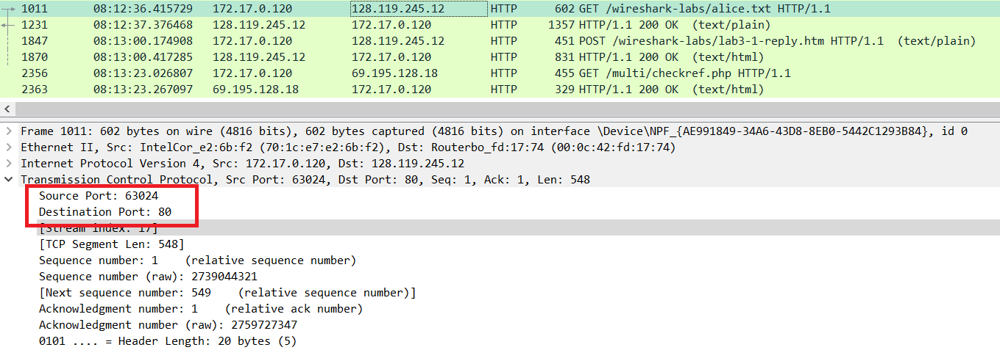 1011 08:12:36.415729 172.17.0.120 128.119.245.12 HTTP 602 GET /wireshark-labs/alice.txt HTTP/1.1
1231 08:12:37.376468 128.119.245.12 172.17.0.120 HTTP 1357 HTTP/1.1 200 OK (text/plain)
1847 08:13:00.174908 172.17.0.120 128.119.245.12 HTTP 451 POST /wireshark-labs/lab3-1-reply.htm HTTP/1.1 (text/plain)
1870 08:13:00.417285 128.119.245.12 172.17.0.120 HTTP 831 HTTP/1.1 200 OK (text/html)
2356 08:13:23.026807 172.17.0.120 69.195.128.18 HTTP 455 GET /multi/checkref.php HTTP/1.1
2363 08:13:23.267097 69.195.128.18 172.17.0.120 HTTP 329 HTTP/1.1 200 OK (text/html)
Frame 1011: 602 bytes on wire (4816 bits), 602 bytes captured (4816 bits) on interface \Device\NPF_{AE991849-34A6-43D8-8EB0-5442C1293B84}, id 0
Ethernet II, Src: IntelCor_e2:6b:f2 (70:1c:e7:e2:6b:f2), Dst: Routerbo_fd:17:74 (00:0c:42:fd:17:74)
Internet Protocol Version 4, Src: 172.17.0.120, Dst: 128.119.245.12
Transmission Control Protocol, Src Port: 63024, Dst Port: 80, Seq: 1, Ack: 1, Len: 548
Source Port: 63024
Destination Port: 80
[Stream index: 17]
[TCP Segment Len: 548]
Sequence number: 1 (relative sequence number)
Sequence number (raw): 2739044321
[Next sequence number: 549 (relative sequence number)]
Acknowledgment number: 1 (relative ack number)
Acknowledgment number (raw): 2759727347
0101 .... = Header Length: 20 bytes (5)